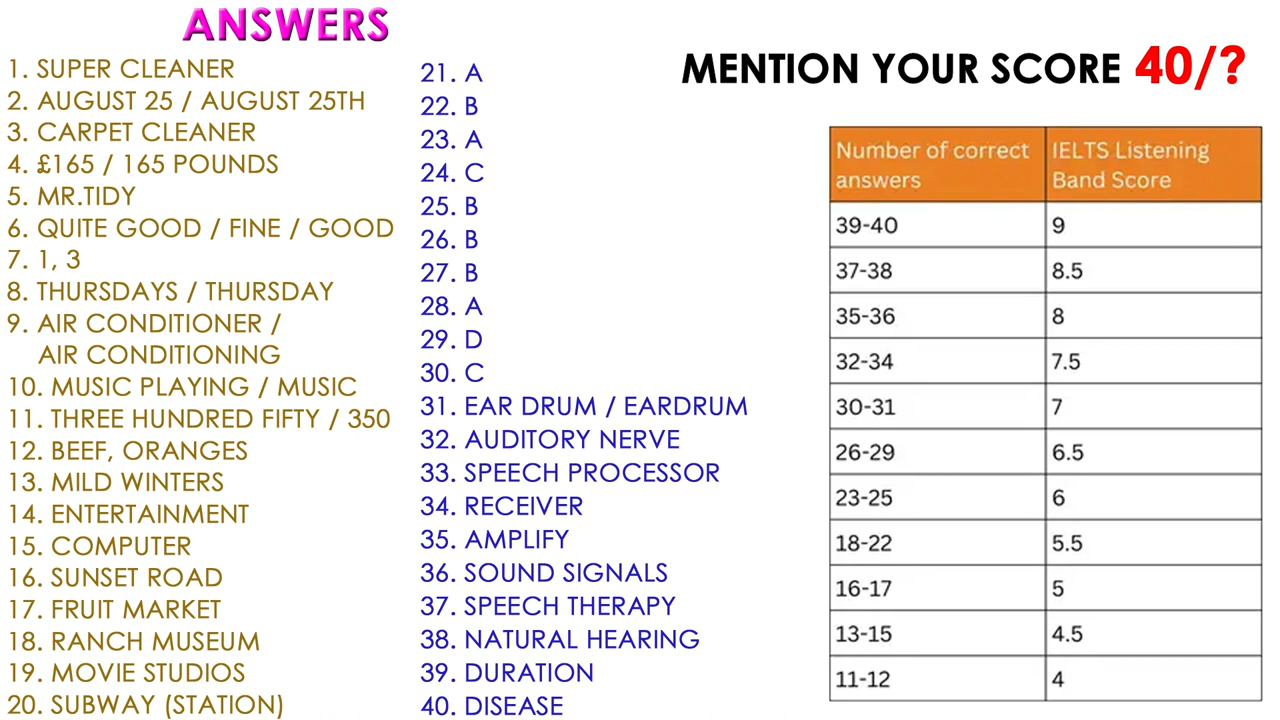 ANSWERS
1. SUPER CLEANER
2. AUGUST 25 / AUGUST 25TH
3. CARPET CLEANER
4. £165 / 165 POUNDS
5. MR.TIDY
6. QUITE GOOD / FINE / GOOD
7. 1, 3
8. THURSDAYS / THURSDAY
9. AIR CONDITIONER /
AIR CONDITIONING
10. MUSIC PLAYING / MUSIC
11. THREE HUNDRED FIFTY / 350
12. BEEF, ORANGES
13. MILD WINTERS
14. ENTERTAINMENT
15. COMPUTER
16. SUNSET ROAD
17. FRUIT MARKET
18. RANCH MUSEUM
19. MOVIE STUDIOS
20. SUBWAY (STATION)
21. A
22. B
23. A
24. C
25. B
26. B
27. B
28. A
29. D
30. C
31. EAR DRUM / EARDRUM
32. AUDITORY NERVE
33. SPEECH PROCESSOR
34. RECEIVER
35. AMPLIFY
36. SOUND SIGNALS
37. SPEECH THERAPY
38. NATURAL HEARING
39. DURATION
40. DISEASE
MENTION YOUR SCORE 40/?
Number of correct answers IELTS Listening Band Score
39-40 9
37-38 8.5
35-36 8
32-34 7.5
30-31 7
26-29 6.5
23-25 6
18-22 5.5
16-17 5
13-15 4.5
11-12 4